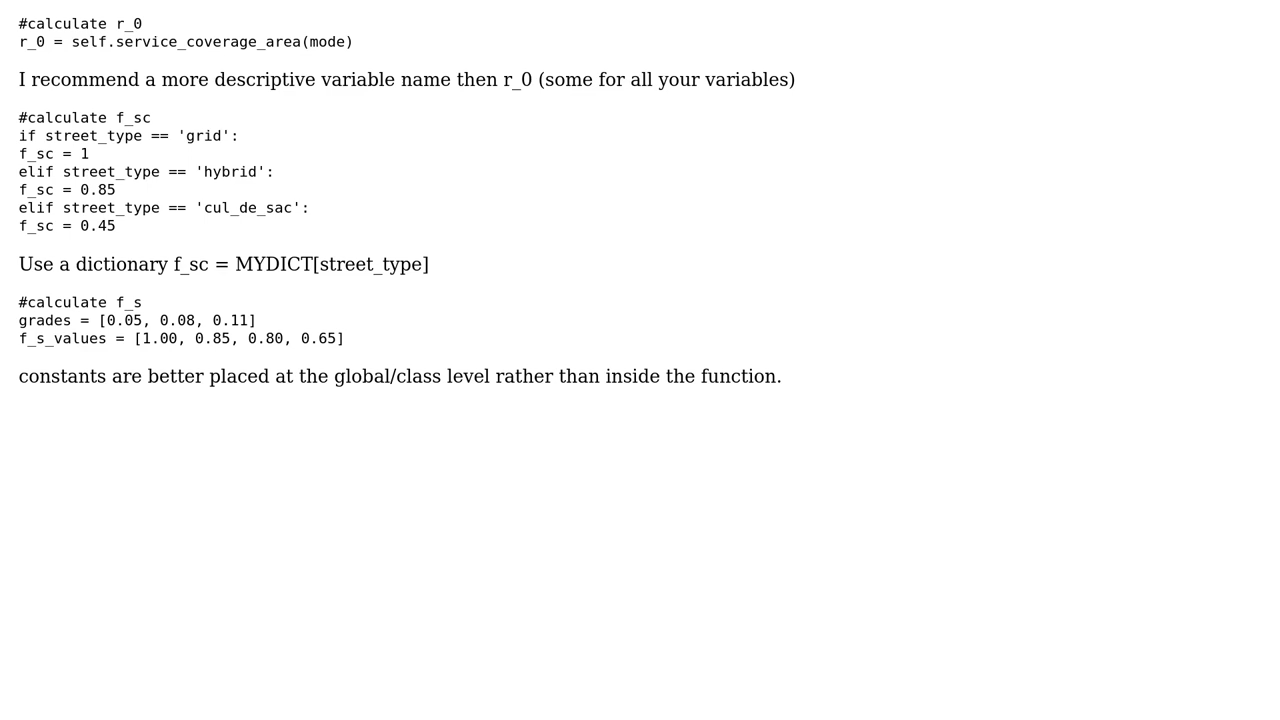 #calculate r_0
r_0 = self.service_coverage_area(mode)
I recommend a more descriptive variable name then r_0 (some for all your variables)
#calculate f_sc
if street_type == 'grid':
f_sc = 1
elif street_type == 'hybrid':
f_sc = 0.85
elif street_type == 'cul_de_sac':
f_sc = 0.45
Use a dictionary f_sc = MYDICT[street_type]
#calculate f_s
grades = [0.05, 0.08, 0.11]
f_s_values = [1.00, 0.85, 0.80, 0.65]
constants are better placed at the global/class level rather than inside the function.